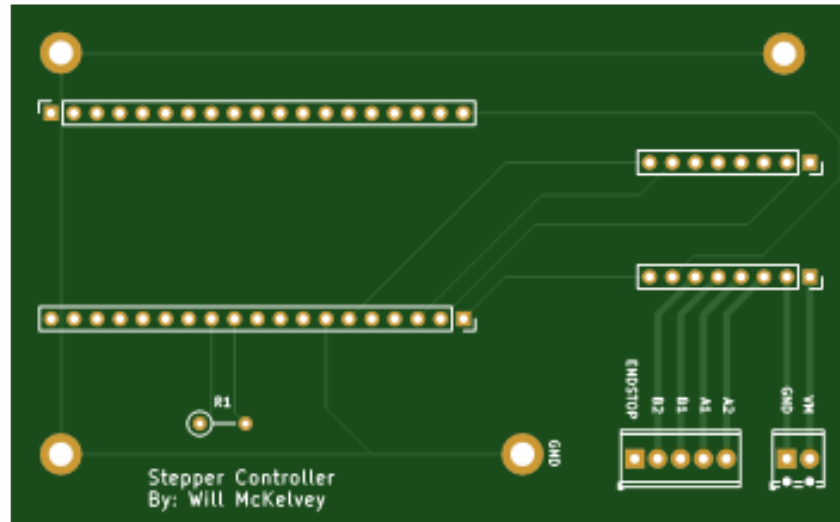 ENDSTOP
B2
B1
A1
A2
GND
VM
R1
GND
Stepper Controller
By: Will McKelvey